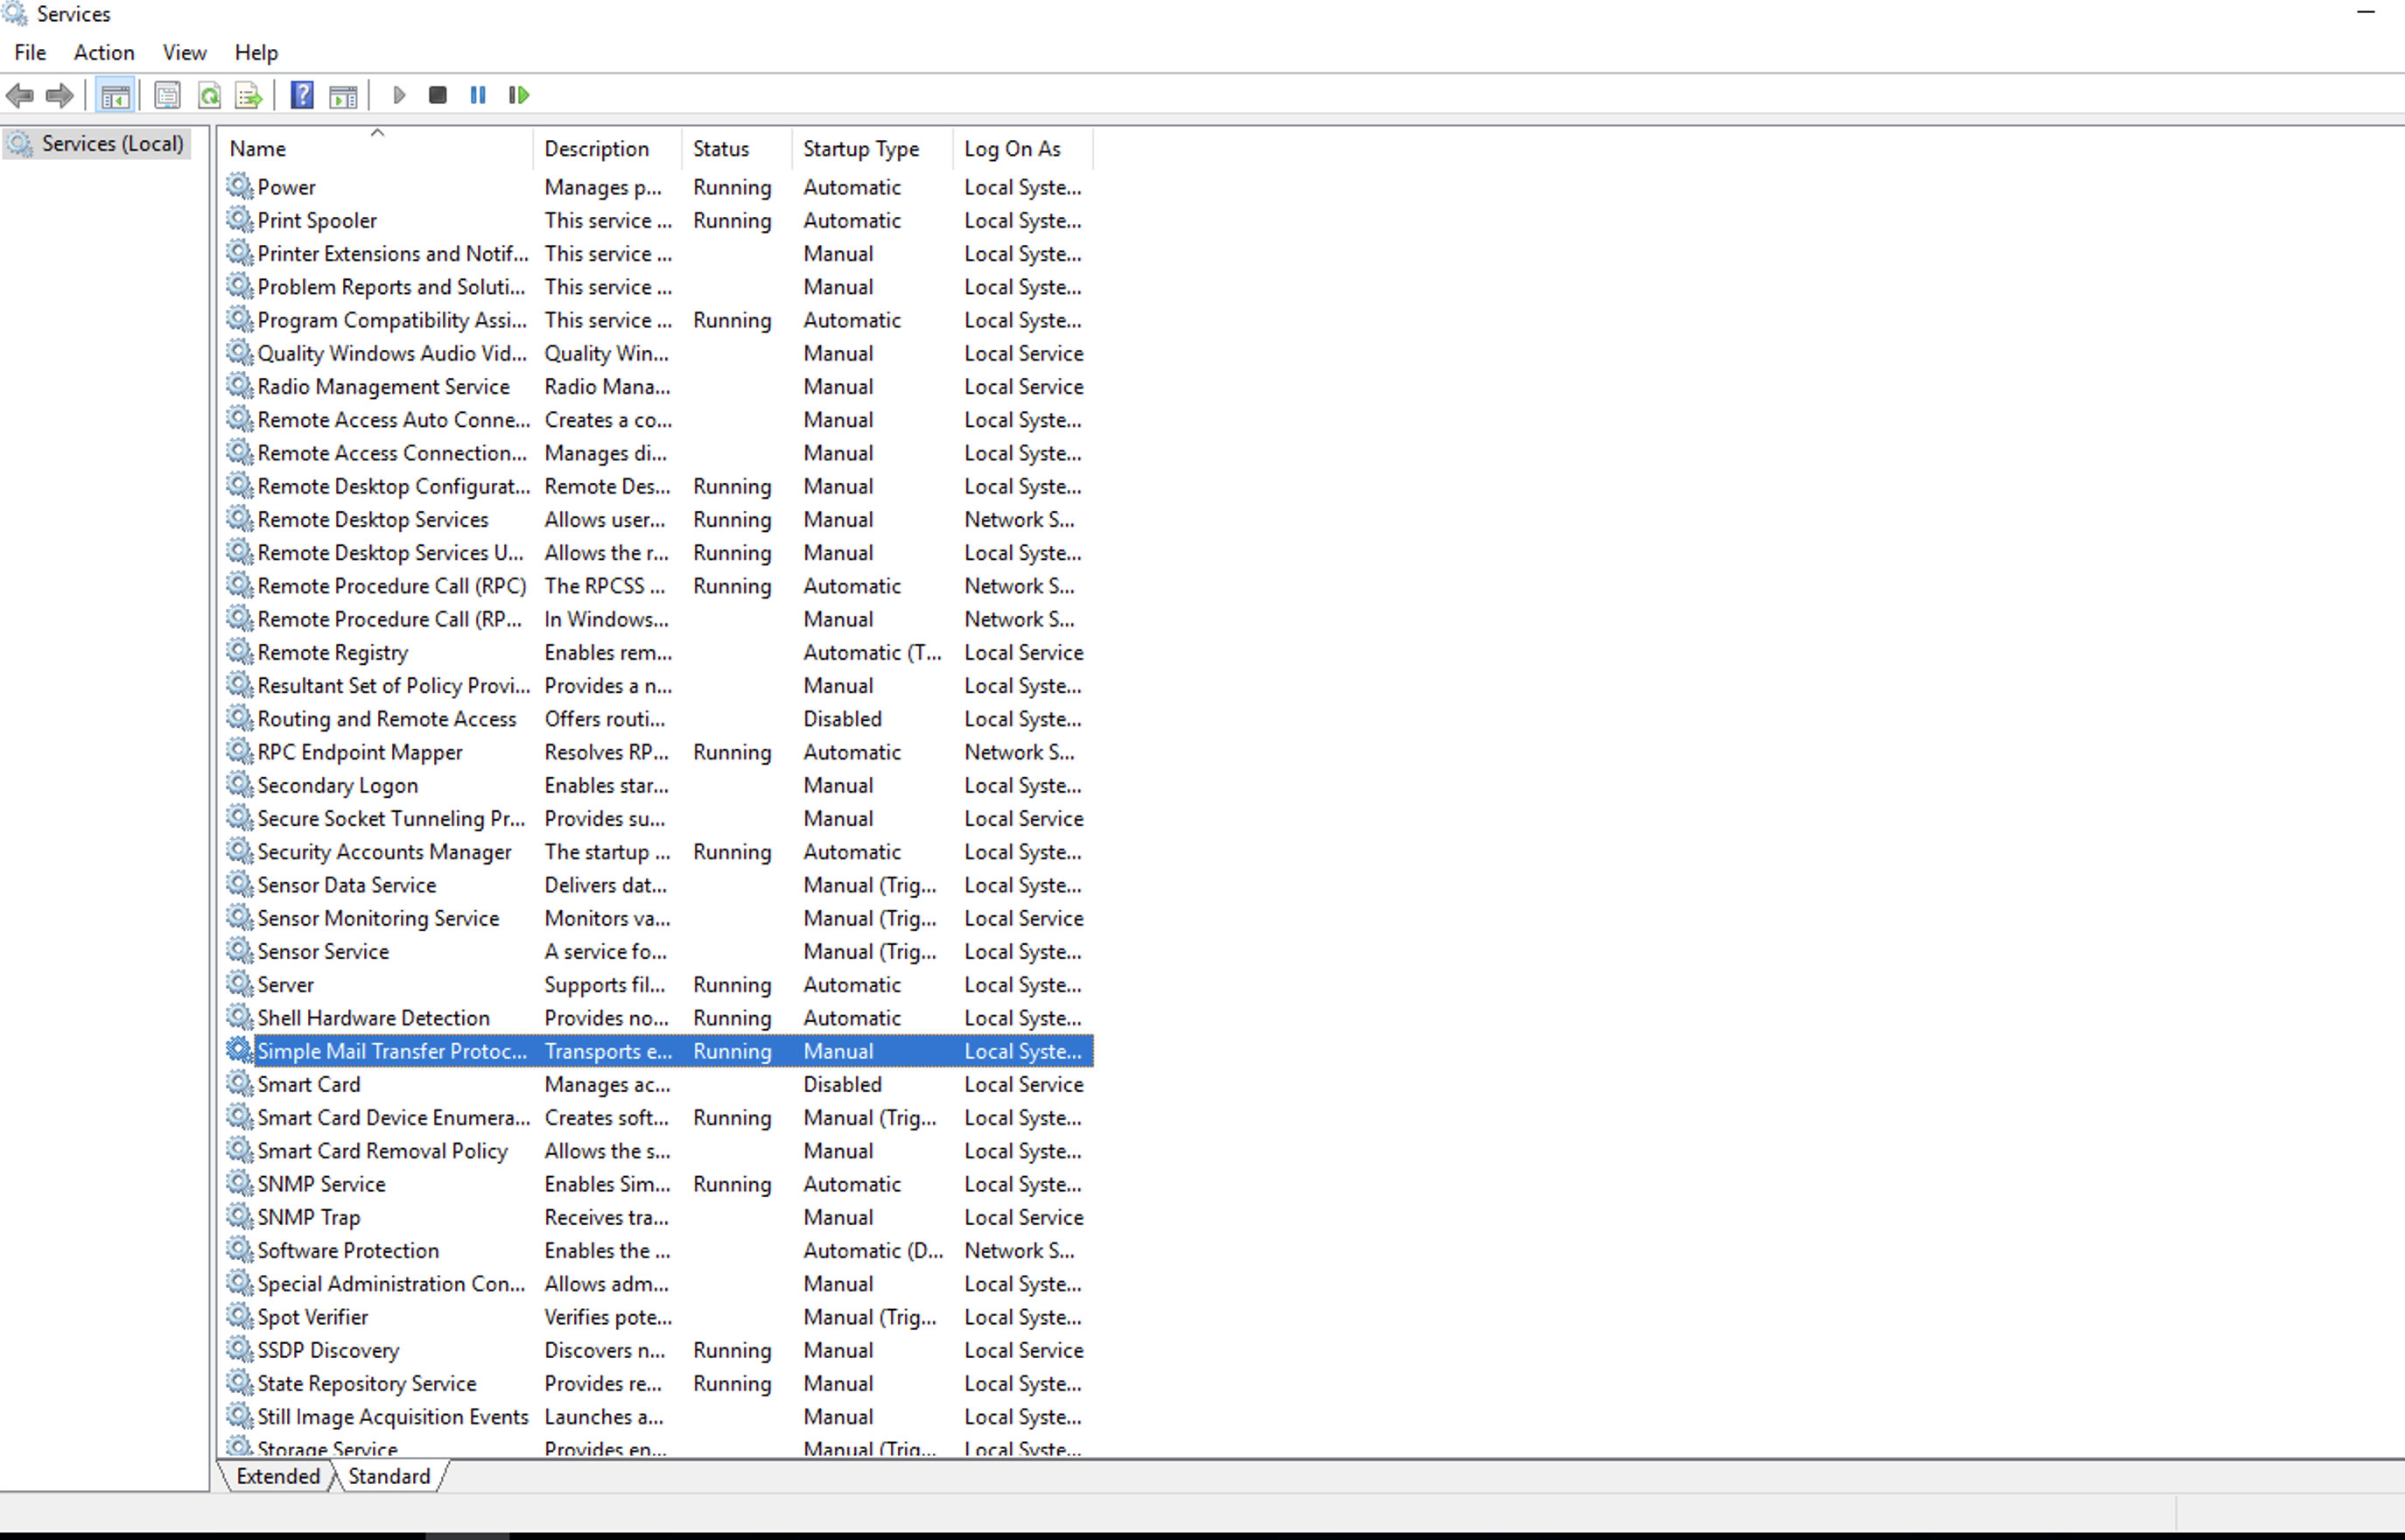 Services
File Action View Help
Services (Local)
Name Description Status Startup Type Log On As
Power Manages p... Running Automatic Local Syste...
Print Spooler This service ... Running Automatic Local Syste...
Printer Extensions and Notif... This service ... Manual Local Syste...
Problem Reports and Soluti... This service ... Manual Local Syste...
Program Compatibility Assi... This service ... Running Automatic Local Syste...
Quality Windows Audio Vid... Quality Win... Manual Local Service
Radio Management Service Radio Mana... Manual Local Service
Remote Access Auto Conne... Creates a co... Manual Local Syste...
Remote Access Connection... Manages di... Manual Local Syste...
Remote Desktop Configurat... Remote Des... Running Manual Local Syste...
Remote Desktop Services Allows user... Running Manual Network S...
Remote Desktop Services U... Allows the r... Running Manual Local Syste...
Remote Procedure Call (RPC) The RPCSS ... Running Automatic Network S...
Remote Procedure Call (RP... In Windows... Manual Network S...
Remote Registry Enables rem... Automatic (T... Local Service
Resultant Set of Policy Provi... Provides a n... Manual Local Syste...
Routing and Remote Access Offers routi... Disabled Local Syste...
RPC Endpoint Mapper Resolves RP... Running Automatic Network S...
Secondary Logon Enables star... Manual Local Syste...
Secure Socket Tunneling Pr... Provides su... Manual Local Service
Security Accounts Manager The startup ... Running Automatic Local Syste...
Sensor Data Service Delivers dat... Manual (Trig... Local Syste...
Sensor Monitoring Service Monitors va... Manual (Trig... Local Service
Sensor Service A service fo... Manual (Trig... Local Syste...
Server Supports fil... Running Automatic Local Syste...
Shell Hardware Detection Provides no... Running Automatic Local Syste...
Simple Mail Transfer Protoc... Transports e... Running Manual Local Syste...
Smart Card Manages ac... Disabled Local Service
Smart Card Device Enumera... Creates soft... Running Manual (Trig... Local Syste...
Smart Card Removal Policy Allows the s... Manual Local Syste...
SNMP Service Enables Sim... Running Automatic Local Syste...
SNMP Trap Receives tra... Manual Local Service
Software Protection Enables the ... Automatic (D... Network S...
Special Administration Con... Allows adm... Manual Local Syste...
Spot Verifier Verifies pote... Manual (Trig... Local Syste...
SSDP Discovery Discovers n... Running Manual Local Service
State Repository Service Provides re... Running Manual Local Syste...
Still Image Acquisition Events Launches a... Manual Local Syste...
Storage Service Provides en... Manual (Trig... Local Syste...
Extended Standard